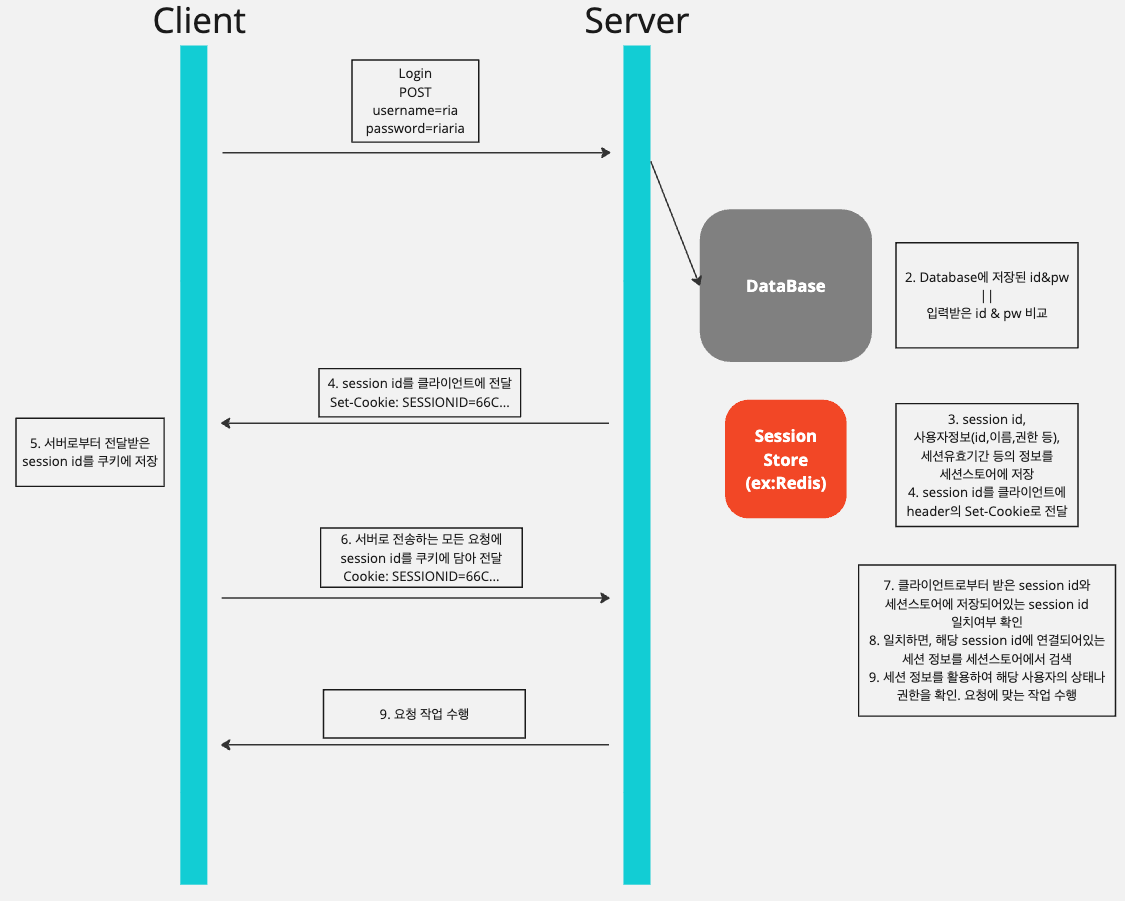 Client
Server
Login
POST
username=ria
password=riaria
DataBase
2. Database에 저장된 id&pw
||
입력받은 id & pw 비교
4. session id를 클라이언트에 전달
Set-Cookie: SESSIONID=66C...
5. 서버로부터 전달받은
session id를 쿠키에 저장
Session
Store
(ex:Redis)
3. session id,
사용자정보(id,이름,권한 등),
세션유효기간 등의 정보를
세션스토어에 저장
4. session id를 클라이언트에
header의 Set-Cookie로 전달
6. 서버로 전송하는 모든 요청에
session id를 쿠키에 담아 전달
Cookie: SESSIONID=66C...
7. 클라이언트로부터 받은 session id와
세션스토어에 저장되어있는 session id
일치여부 확인
8. 일치하면, 해당 session id에 연결되어있는
세션 정보를 세션스토어에서 검색
9. 세션 정보를 활용하여 해당 사용자의 상태나
권한을 확인. 요청에 맞는 작업 수행
9. 요청 작업 수행